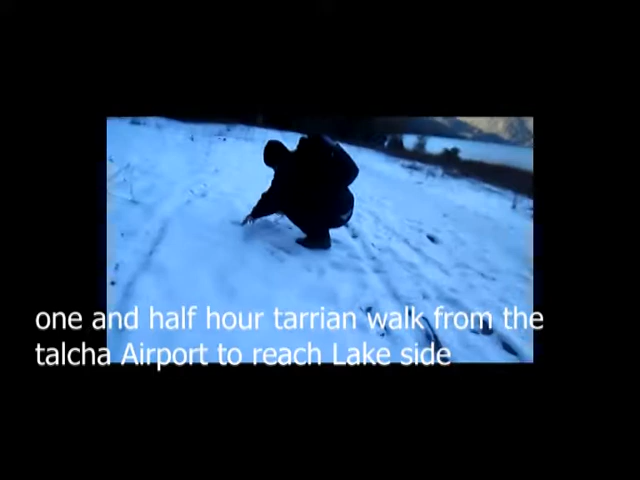 one and half hour tarrian walk from the
talcha Airport to reach Lake side